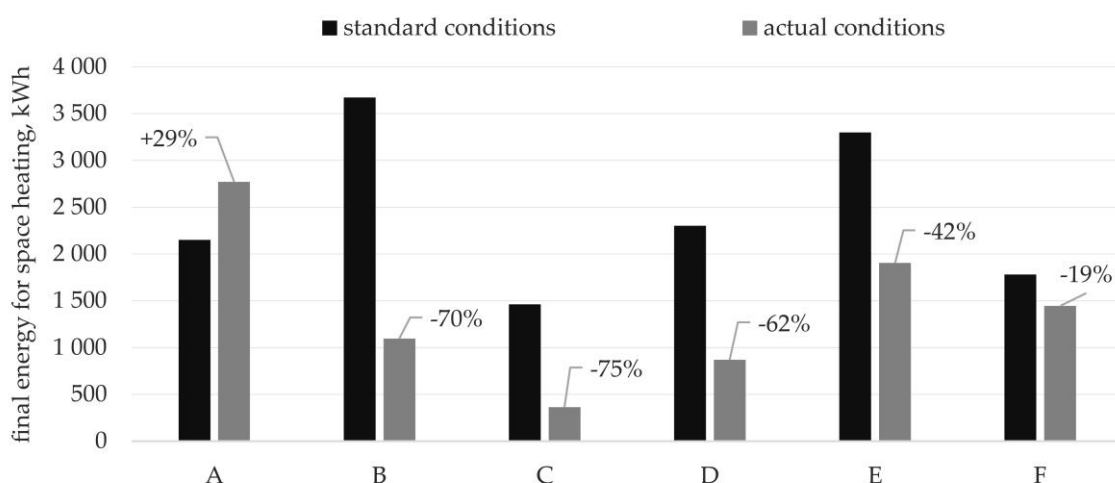 standard conditions
actual conditions
final energy for space heating, kWh
4 000
3 500
3 000
2 500
2 000
1 500
1 000
500
0
+29%
-70%
-75%
-62%
-42%
-19%
A
B
C
D
E
F